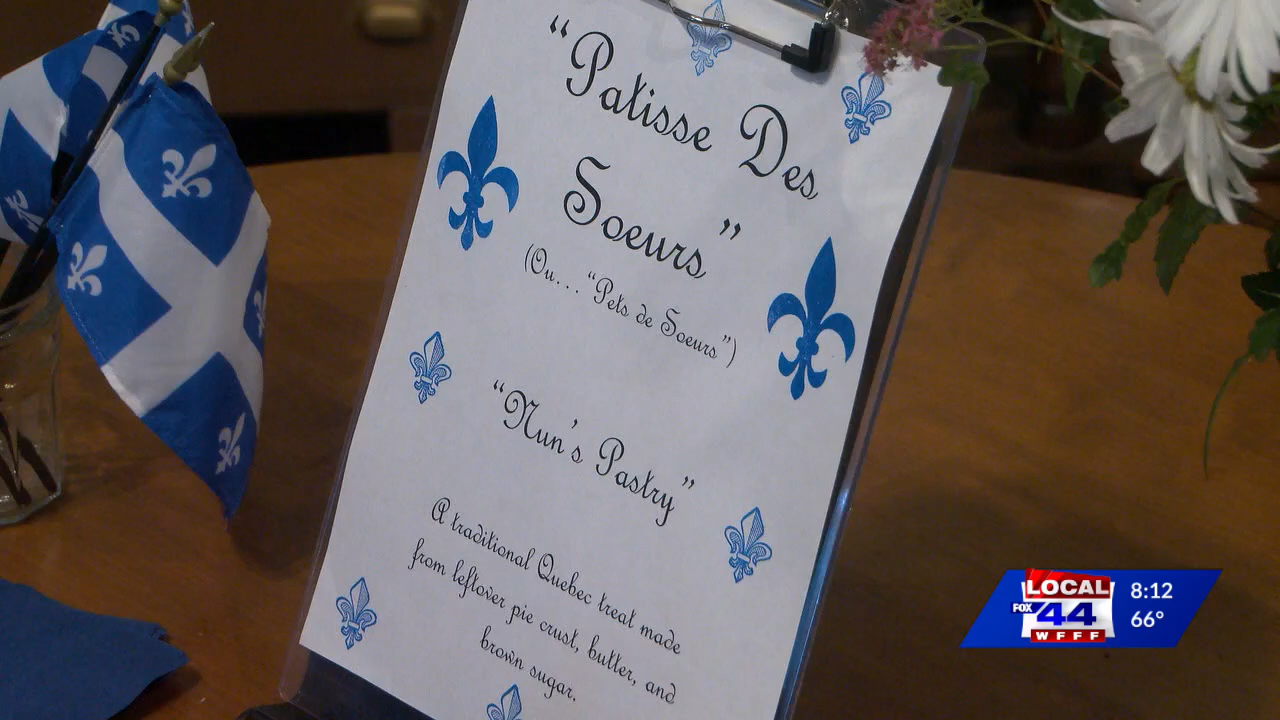 “Patisse Des
Soeurs”
(Ou... “Pets de Soeurs”)
“Nun's Pastry”
A traditional Quebec treat made
from leftover pie crust, butter, and
brown sugar.
LOCAL
FOX 44
WFFF
8:12
66°